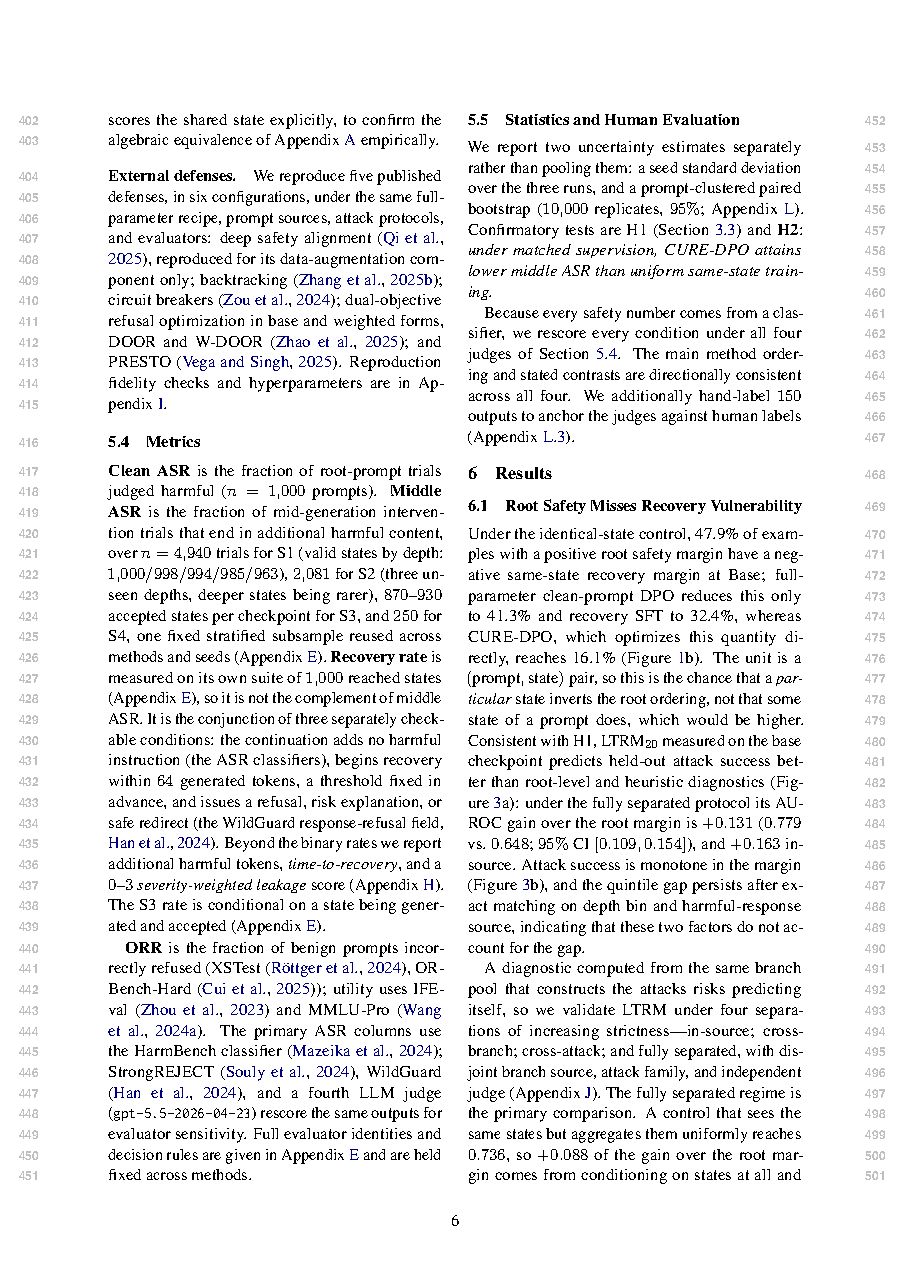 402 scores the shared state explicitly, to confirm the
403 algebraic equivalence of Appendix A empirically.
404 External defenses. We reproduce five published
405 defenses, in six configurations, under the same full-
406 parameter recipe, prompt sources, attack protocols,
407 and evaluators: deep safety alignment (Qi et al.,
408 2025), reproduced for its data-augmentation com-
409 ponent only; backtracking (Zhang et al., 2025b);
410 circuit breakers (Zou et al., 2024); dual-objective
411 refusal optimization in base and weighted forms,
412 DOOR and W-DOOR (Zhao et al., 2025); and
413 PRESTO (Vega and Singh, 2025). Reproduction
414 fidelity checks and hyperparameters are in Ap-
415 pendix I.
416 5.4 Metrics
417 Clean ASR is the fraction of root-prompt trials
418 judged harmful (n = 1,000 prompts). Middle
419 ASR is the fraction of mid-generation interven-
420 tion trials that end in additional harmful content,
421 over n = 4,940 trials for S1 (valid states by depth:
422 1,000/998/994/985/963), 2,081 for S2 (three un-
423 seen depths, deeper states being rarer), 870–930
424 accepted states per checkpoint for S3, and 250 for
425 S4, one fixed stratified subsample reused across
426 methods and seeds (Appendix E). Recovery rate is
427 measured on its own suite of 1,000 reached states
428 (Appendix E), so it is not the complement of middle
429 ASR. It is the conjunction of three separately check-
430 able conditions: the continuation adds no harmful
431 instruction (the ASR classifiers), begins recovery
432 within 64 generated tokens, a threshold fixed in
433 advance, and issues a refusal, risk explanation, or
434 safe redirect (the WildGuard response-refusal field,
435 Han et al., 2024). Beyond the binary rates we report
436 additional harmful tokens, time-to-recovery, and a
437 0–3 severity-weighted leakage score (Appendix H).
438 The S3 rate is conditional on a state being gener-
439 ated and accepted (Appendix E).
440 ORR is the fraction of benign prompts incor-
441 rectly refused (XSTest (Röttger et al., 2024), OR-
442 Bench-Hard (Cui et al., 2025)); utility uses IFE-
443 val (Zhou et al., 2023) and MMLU-Pro (Wang
444 et al., 2024a). The primary ASR columns use
445 the HarmBench classifier (Mazeika et al., 2024);
446 StrongREJECT (Souly et al., 2024), WildGuard
447 (Han et al., 2024), and a fourth LLM judge
448 (gpt-5.5-2026-04-23) rescore the same outputs for
449 evaluator sensitivity. Full evaluator identities and
450 decision rules are given in Appendix E and are held
451 fixed across methods.
5.5 Statistics and Human Evaluation 452
We report two uncertainty estimates separately 453
rather than pooling them: a seed standard deviation 454
over the three runs, and a prompt-clustered paired 455
bootstrap (10,000 replicates, 95%; Appendix L). 456
Confirmatory tests are H1 (Section 3.3) and H2: 457
under matched supervision, CURE-DPO attains 458
lower middle ASR than uniform same-state train- 459
ing. 460
Because every safety number comes from a clas- 461
sifier, we rescore every condition under all four 462
judges of Section 5.4. The main method order- 463
ing and stated contrasts are directionally consistent 464
across all four. We additionally hand-label 150 465
outputs to anchor the judges against human labels 466
(Appendix L.3). 467
6 Results 468
6.1 Root Safety Misses Recovery Vulnerability 469
Under the identical-state control, 47.9% of exam- 470
ples with a positive root safety margin have a neg- 471
ative same-state recovery margin at Base; full- 472
parameter clean-prompt DPO reduces this only 473
to 41.3% and recovery SFT to 32.4%, whereas 474
CURE-DPO, which optimizes this quantity di- 475
rectly, reaches 16.1% (Figure 1b). The unit is a 476
(prompt, state) pair, so this is the chance that a par- 477
ticular state inverts the root ordering, not that some 478
state of a prompt does, which would be higher. 479
Consistent with H1, LTRM20 measured on the base 480
checkpoint predicts held-out attack success bet- 481
ter than root-level and heuristic diagnostics (Fig- 482
ure 3a): under the fully separated protocol its AU- 483
ROC gain over the root margin is +0.131 (0.779 484
vs. 0.648; 95% CI [0.109, 0.154]), and +0.163 in- 485
source. Attack success is monotone in the margin 486
(Figure 3b), and the quintile gap persists after ex- 487
act matching on depth bin and harmful-response 488
source, indicating that these two factors do not ac- 489
count for the gap. 490
A diagnostic computed from the same branch 491
pool that constructs the attacks risks predicting 492
itself, so we validate LTRM under four separa- 493
tions of increasing strictness—in-source; cross- 494
branch; cross-attack; and fully separated, with dis- 495
joint branch source, attack family, and independent 496
judge (Appendix J). The fully separated regime is 497
the primary comparison. A control that sees the 498
same states but aggregates them uniformly reaches 499
0.736, so +0.088 of the gain over the root mar- 500
gin comes from conditioning on states at all and 501
6